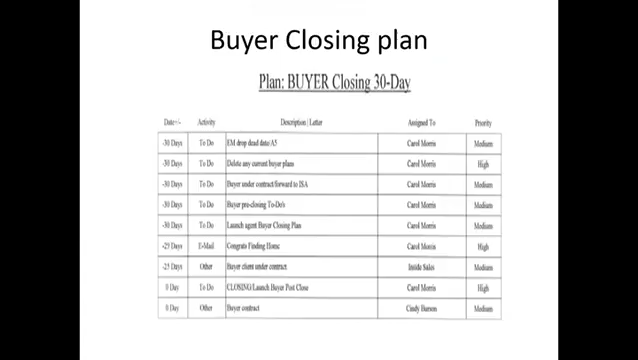 Buyer Closing plan
Plan: BUYER Closing 30-Day
Date+/- Activity Description | Letter Assigned To Priority
-30 Days To Do EM drop dead date/A5 Carol Morris Medium
-30 Days To Do Delete any current buyer plans Carol Morris High
-30 Days To Do Buyer under contract/forward to ISA Carol Morris Medium
-30 Days To Do Buyer pre-closing To-Do's Carol Morris Medium
-30 Days To Do Launch agent Buyer Closing Plan Carol Morris Medium
-29 Days E-Mail Congrats Finding Home Carol Morris High
-25 Days Other Buyer client under contract Inside Sales Medium
0 Day To Do CLOSING/Launch Buyer Post Close Carol Morris High
0 Day Other Buyer contract Cindy Medium